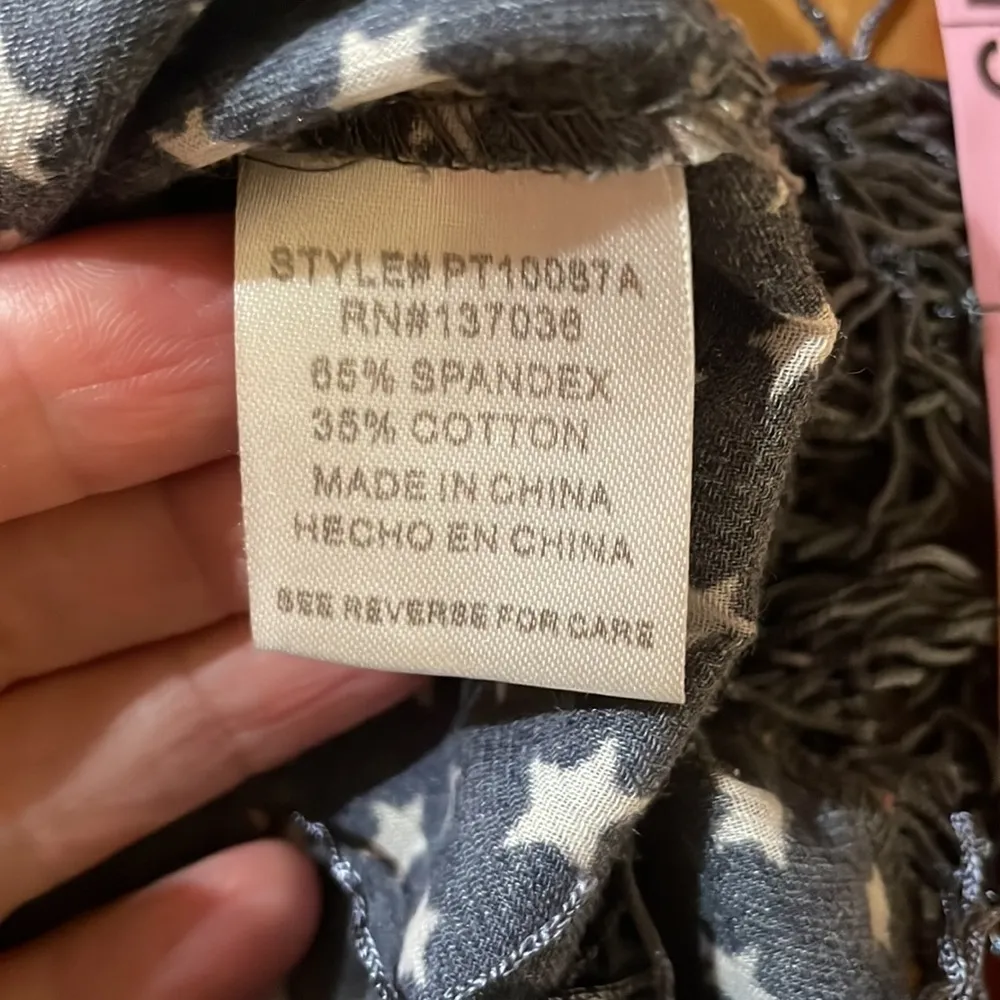 STYLE# PT10087A
RN#137036
65% SPANDEX
35% COTTON
MADE IN CHINA
HECHO EN CHINA
SEE REVERSE FOR CARE